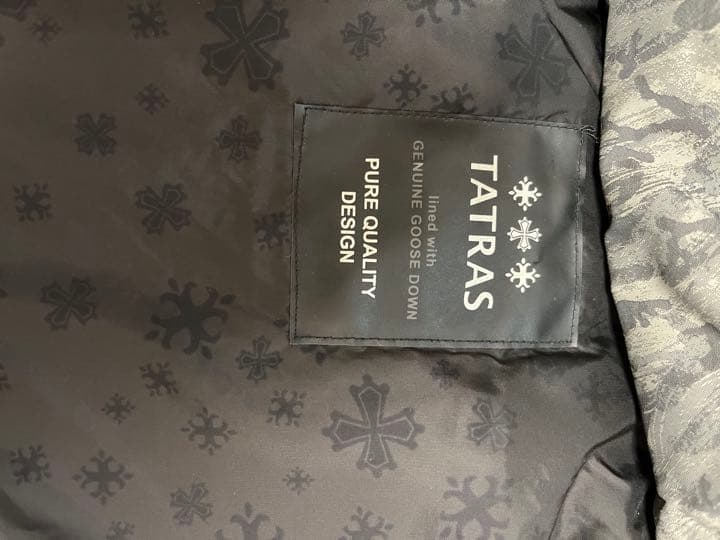 TATRAS
lined with
GENUINE GOOSE DOWN
PURE QUALITY
DESIGN